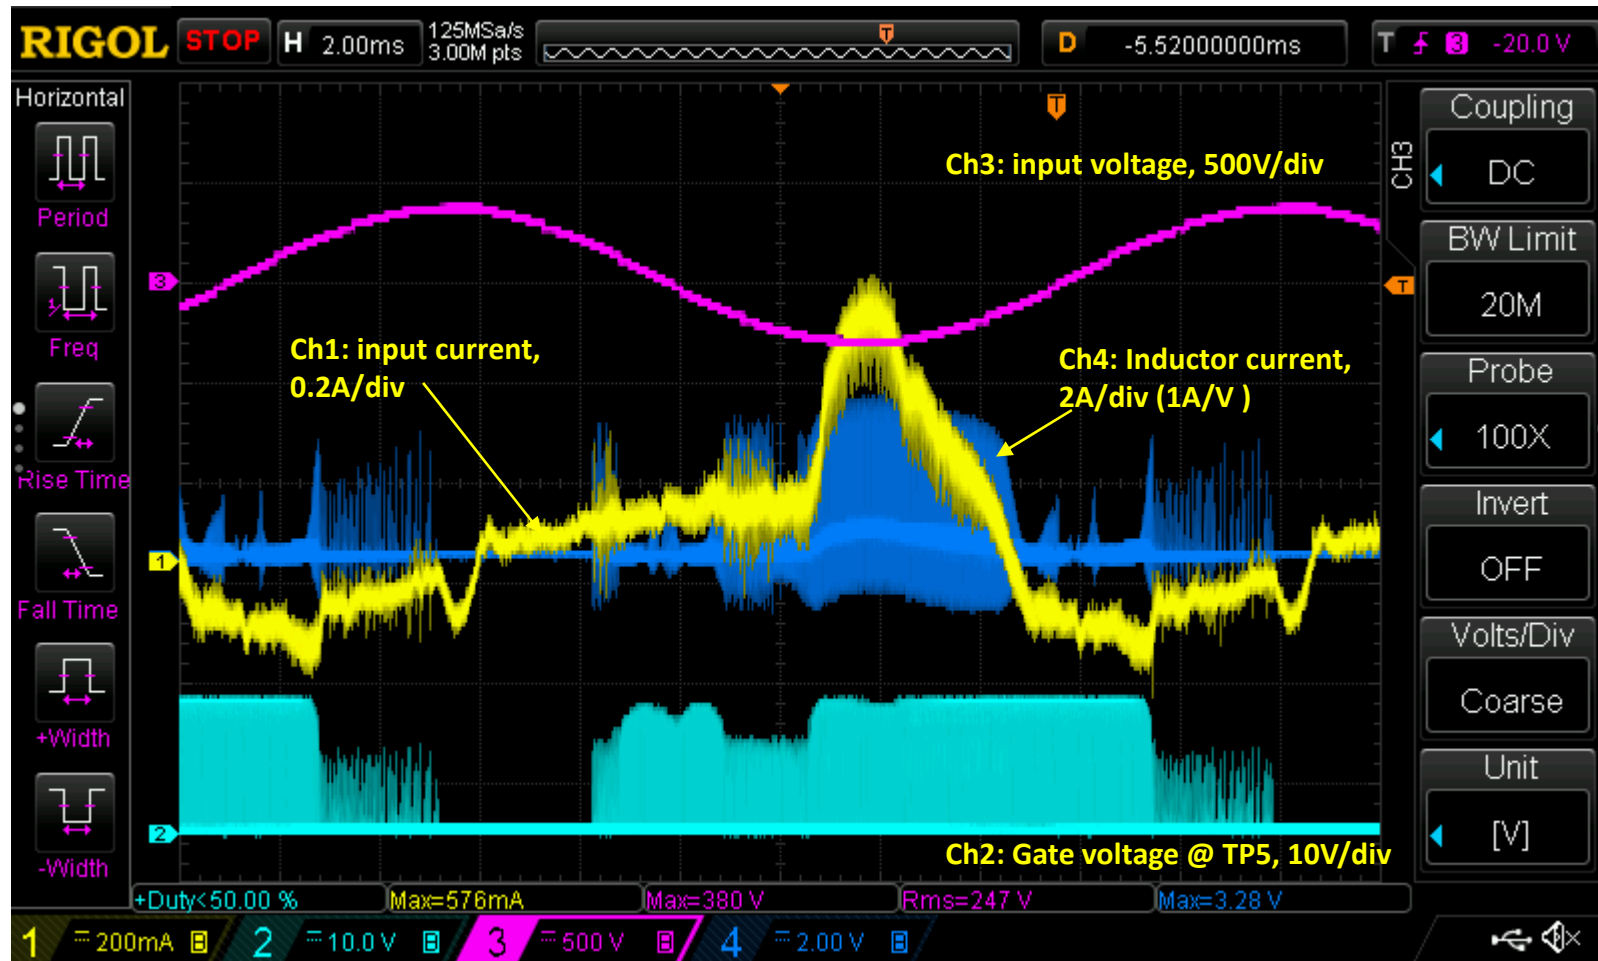 RIGOL STOP H 2.00ms 125MSa/s 3.00M pts T D -5.52000000ms T 3 -20.0 V
Horizontal
Period
Freq
Rise Time
Fall Time
+Width
-Width
T
Ch3: input voltage, 500V/div
3
T
Ch1: input current,
0.2A/div
Ch4: Inductor current,
2A/div (1A/V )
1
2
Ch2: Gate voltage @ TP5, 10V/div
CH3
Coupling
DC
BW Limit
20M
Probe
100X
Invert
OFF
Volts/Div
Coarse
Unit
[V]
+Duty<50.00 % Max=576mA Max=380 V Rms=247 V Max=3.28 V
1 200mA B 2 10.0 V B 3 500 V B 4 2.00 V B